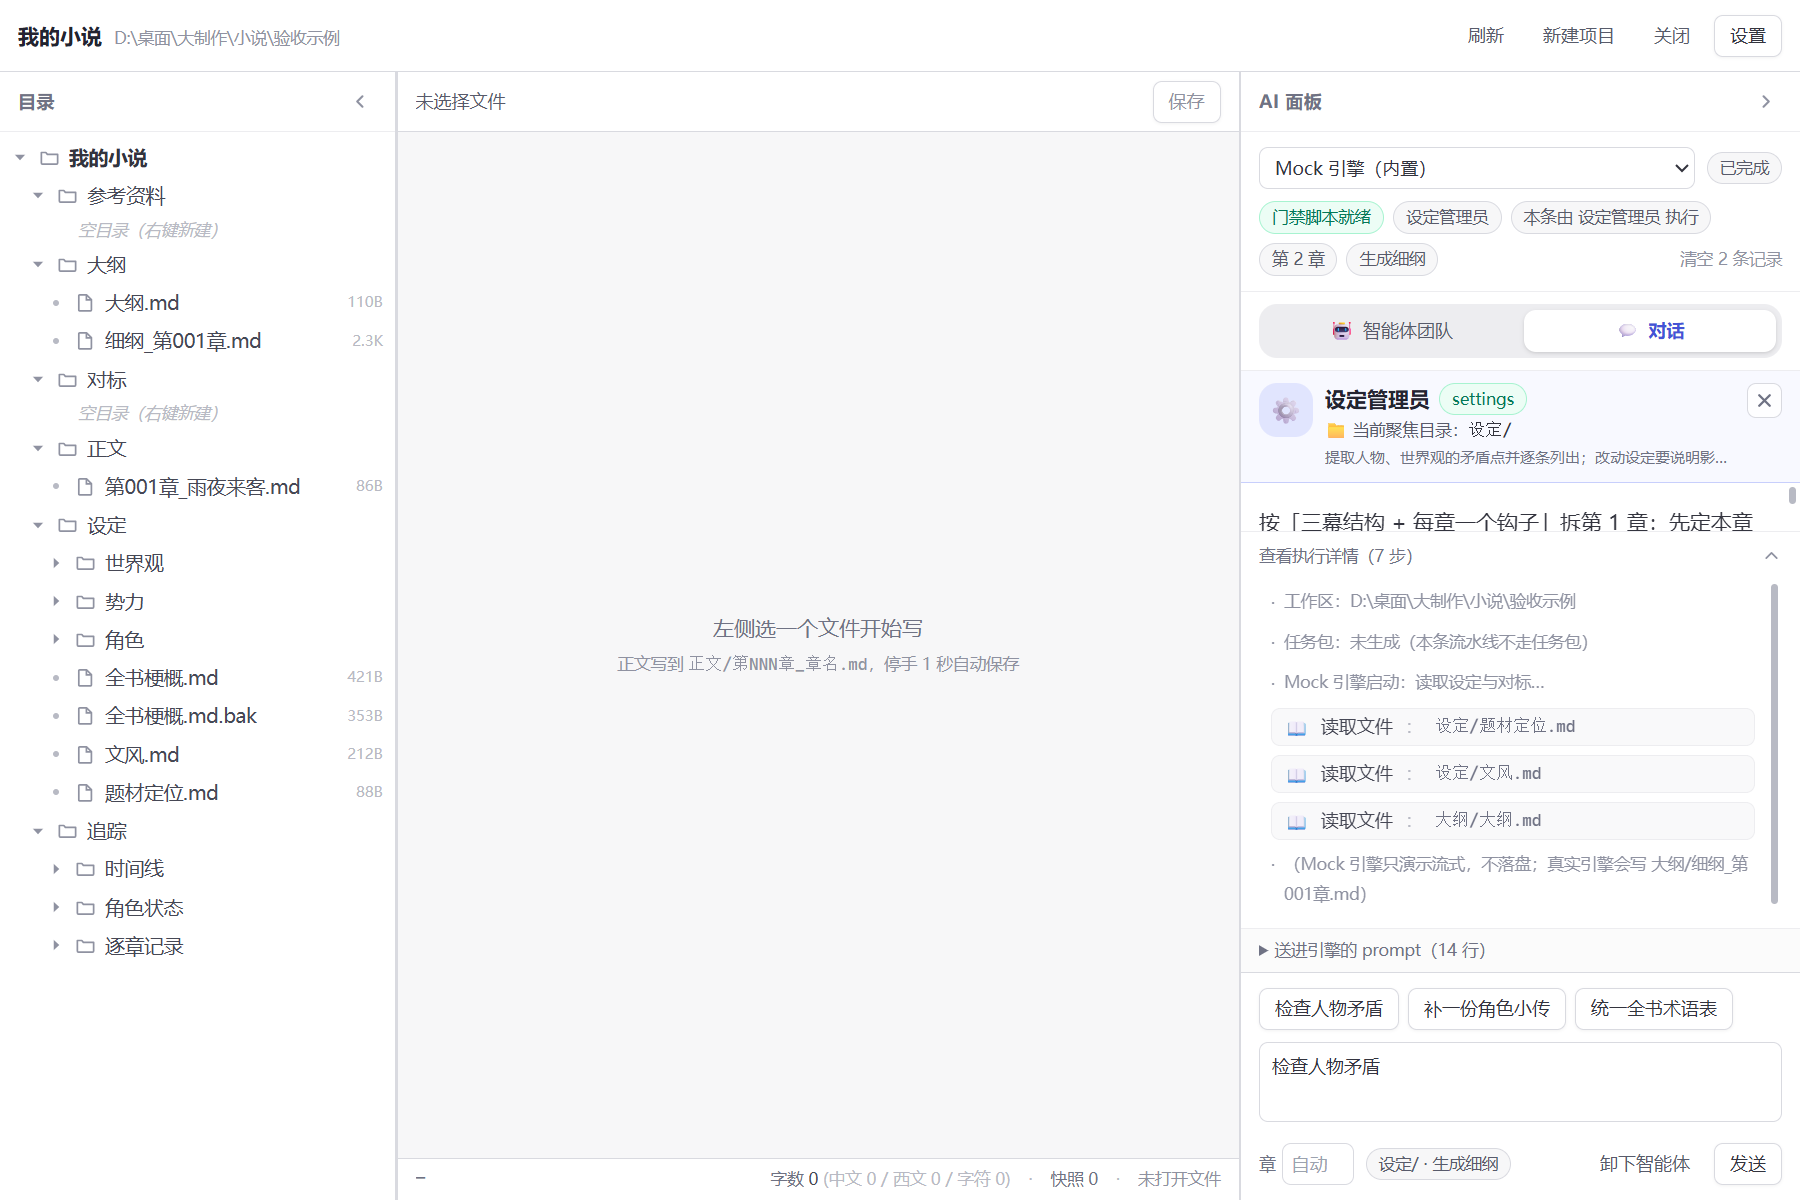 我的小说 D:\桌面\大制作\小说\验收示例
刷新 新建项目 关闭 设置
目录
我的小说
参考资料
空目录（右键新建）
大纲
大纲.md 110B
细纲_第001章.md 2.3K
对标
空目录（右键新建）
正文
第001章_雨夜来客.md 86B
设定
世界观
势力
角色
全书梗概.md 421B
全书梗概.md.bak 353B
文风.md 212B
题材定位.md 88B
追踪
时间线
角色状态
逐章记录
未选择文件 保存
左侧选一个文件开始写
正文写到 正文/第NNN章_章名.md，停手 1 秒自动保存
– 字数 0 (中文 0 / 西文 0 / 字符 0) · 快照 0 · 未打开文件
AI 面板
Mock 引擎（内置） 已完成
门禁脚本就绪 设定管理员 本条由 设定管理员 执行
第 2 章 生成细纲 清空 2 条记录
智能体团队 对话
设定管理员 settings
当前聚焦目录：设定/
提取人物、世界观的矛盾点并逐条列出；改动设定要说明影...
按「三幕结构 + 每章一个钩子」拆第 1 章：先定本章
查看执行详情（7 步）
· 工作区：D:\桌面\大制作\小说\验收示例
· 任务包：未生成（本条流水线不走任务包）
· Mock 引擎启动：读取设定与对标...
读取文件 ： 设定/题材定位.md
读取文件 ： 设定/文风.md
读取文件 ： 大纲/大纲.md
· （Mock 引擎只演示流式，不落盘；真实引擎会写 大纲/细纲_第
001章.md）
送进引擎的 prompt（14 行）
检查人物矛盾 补一份角色小传 统一全书术语表
检查人物矛盾
章 自动 设定/ · 生成细纲 卸下智能体 发送